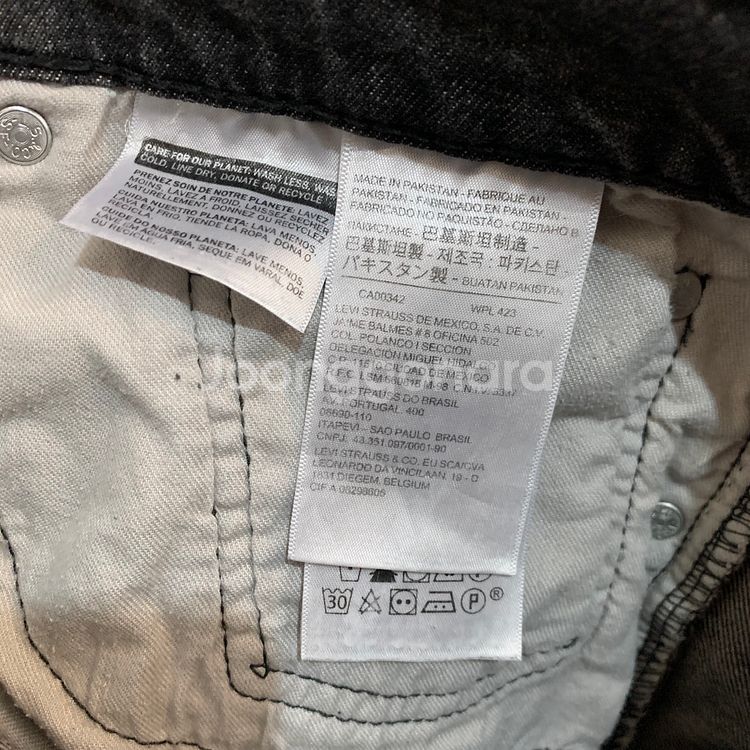 CARE FOR OUR PLANET: WASH LESS, WAS
COLD, LINE DRY, DONATE OR RECYCLE
PRENEZ SOIN DE NOTRE PLANETE: LAVEZ
MOINS, LAVEZ A FROID, LAISSEZ SECHER
NATURELLEMENT, DONNEZ OU RECYCLEZ
CUIDA NUESTRO PLANETA: LAVA MENOS,
LAVA EN FRIO, TIENDE LA ROPA, DONA O
RECICLA
CUIDE DO NOSSO PLANETA: LAVE MENOS,
LAVE EM AGUA FRIA, SEQUE EM VARAL, DOE
OU RECICLE.
MADE IN PAKISTAN - FABRIQUE AU
PAKISTAN - FABRICADO EN PAKISTAN -
FABRICADO NO PAQUISTÃO - СДЕЛАНО В
ПАКИСТАНЕ - 巴基斯坦制造 -
巴基斯坦製 - 제조국 - 파키스탄 -
パキスタン製 - BUATAN PAKISTAN
CA00342 WPL 423
LEVI STRAUSS DE MEXICO, S.A. DE C.V.
JAIME BALMES # 8 OFICINA 502
COL. POLANCO I SECCION
DELEGACIÓN MIGUEL HIDALGO
CIUDAD DE MEXICO
LEVI STRAUSS DO BRASIL
AV. PORTUGAL, 400
06690-110
ITAPEVI – SAO PAULO BRASIL
CNPJ: 43.351.097/0001-90
LEVI STRAUSS & CO. EU SCA/CVA
LEONARDO DA VINCILAAN, 19 - D
1831 DIEGEM, BELGIUM
CIF A 08298805
30 P ®